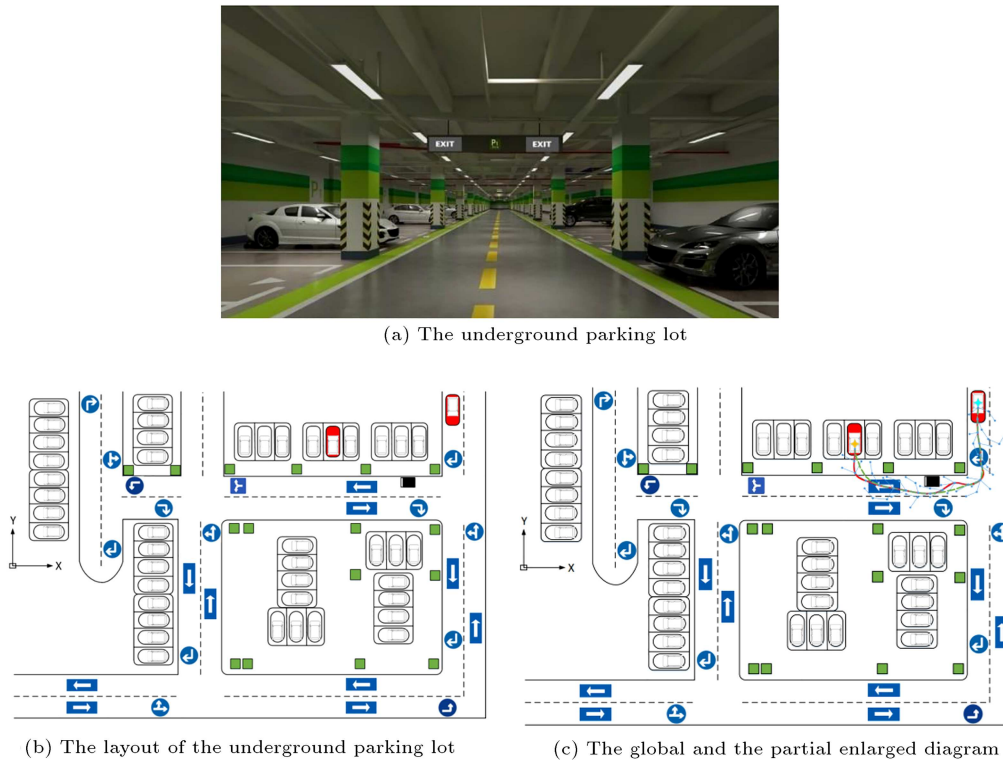 EXIT P EXIT
(a) The underground parking lot
Y
X
Y
X
(b) The layout of the underground parking lot
(c) The global and the partial enlarged diagram